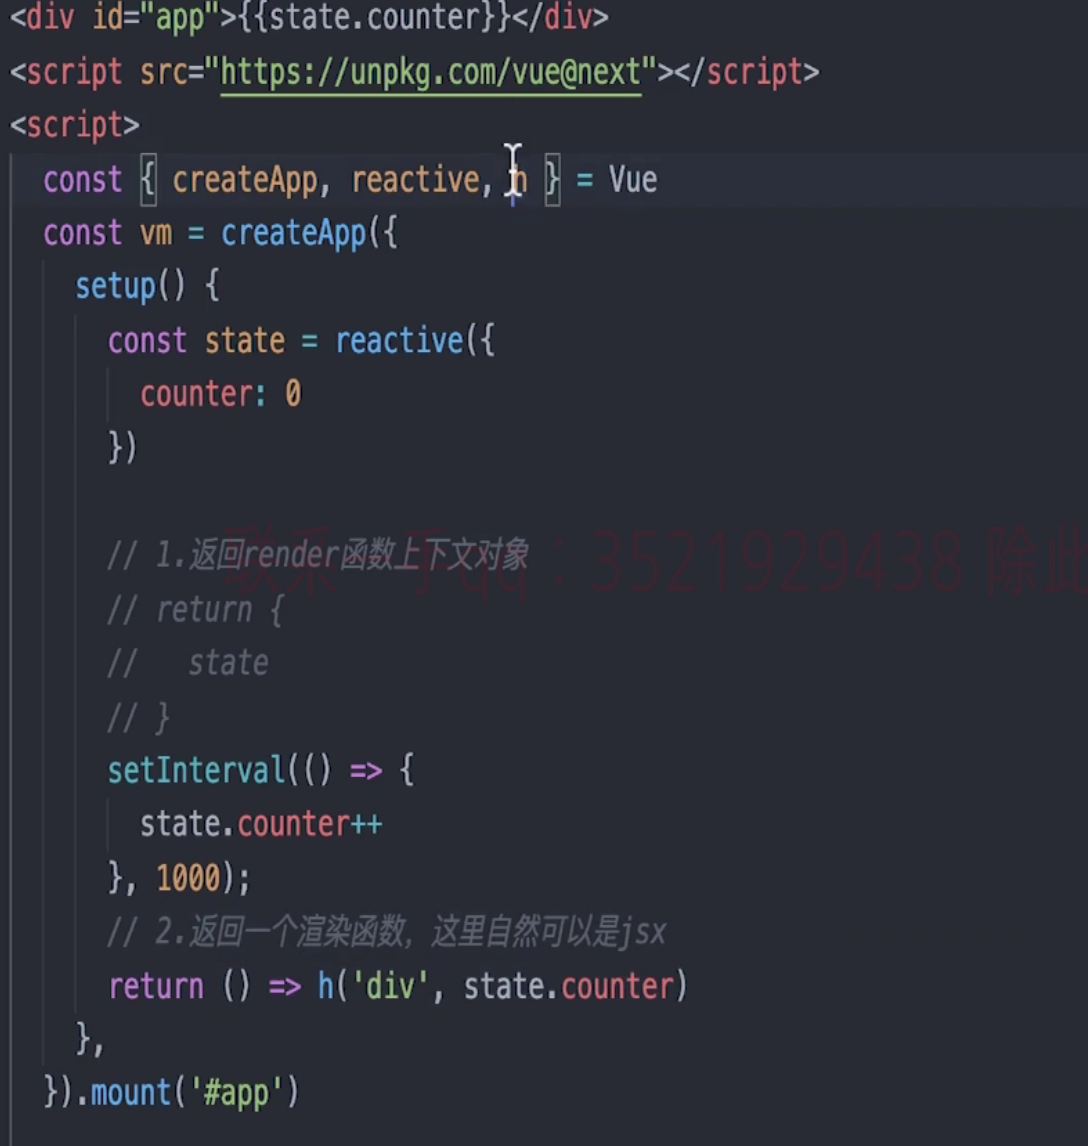 <div id="app">{{state.counter}}</div>
<script src="https://unpkg.com/vue@next"></script>
<script>
const { createApp, reactive, h } = Vue
const vm = createApp({
setup() {
const state = reactive({
counter: 0
})
// 1.返回render函数上下文对象
// return {
//   state
// }
setInterval(() => {
state.counter++
}, 1000);
// 2.返回一个渲染函数，这里自然可以是jsx
return () => h('div', state.counter)
},
}).mount('#app')
qq：3521929438 除此